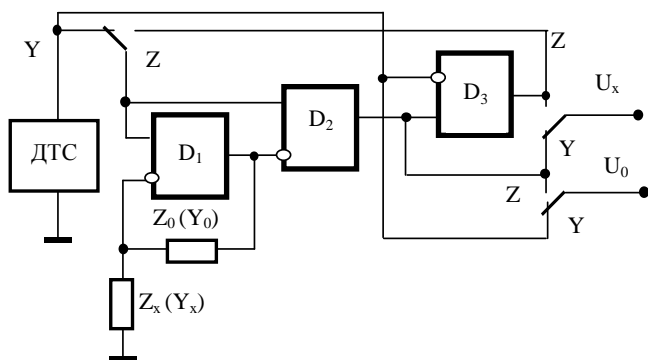 Y
Z
Z
D₁
D₂
D₃
Uₓ
Y
U₀
Z
Y
ДТС
Z₀ (Y₀)
Zₓ (Yₓ)